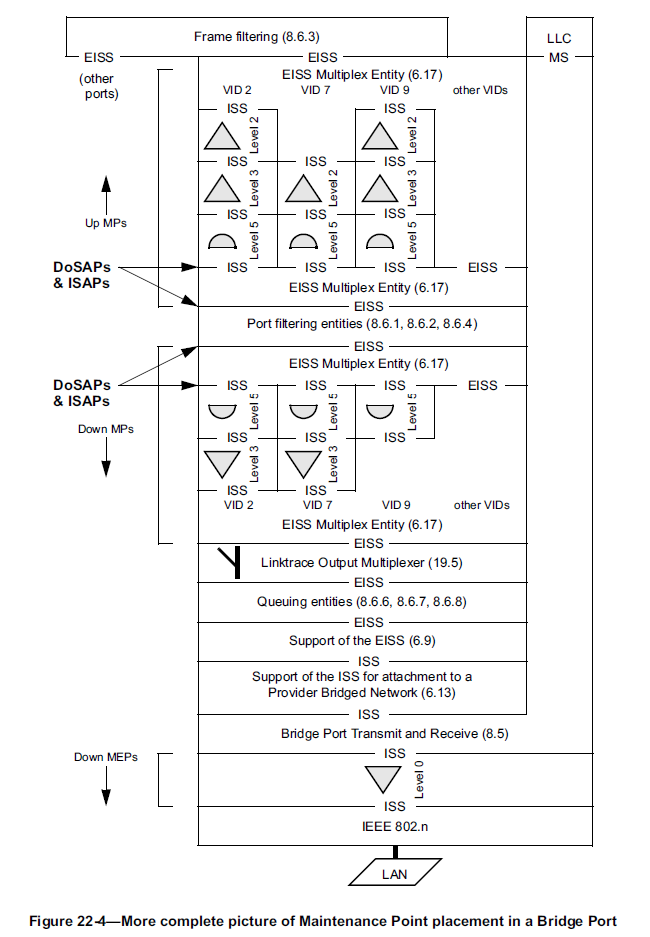 Frame filtering (8.6.3)
LLC
EISS
EISS
MS
(other
ports)
EISS Multiplex Entity (6.17)
VID 2
VID 7
VID 9
other VIDs
ISS
ISS
Level 2
Level 2
ISS
ISS
ISS
Level 3
Level 2
Level 3
Up MPs
ISS
ISS
ISS
Level 5
Level 5
Level 5
DoSAPs
& ISAPs
ISS
ISS
ISS
EISS
EISS Multiplex Entity (6.17)
EISS
Port filtering entities (8.6.1, 8.6.2, 8.6.4)
EISS
EISS Multiplex Entity (6.17)
DoSAPs
& ISAPs
ISS
ISS
ISS
EISS
Level 5
Level 5
Level 5
Down MPs
ISS
ISS
ISS
Level 3
Level 3
ISS
ISS
VID 2
VID 7
VID 9
other VIDs
EISS Multiplex Entity (6.17)
EISS
Linktrace Output Multiplexer (19.5)
EISS
Queuing entities (8.6.6, 8.6.7, 8.6.8)
EISS
Support of the EISS (6.9)
ISS
Support of the ISS for attachment to a
Provider Bridged Network (6.13)
ISS
Bridge Port Transmit and Receive (8.5)
Down MEPs
ISS
Level 0
ISS
IEEE 802.n
LAN
Figure 22-4—More complete picture of Maintenance Point placement in a Bridge Port